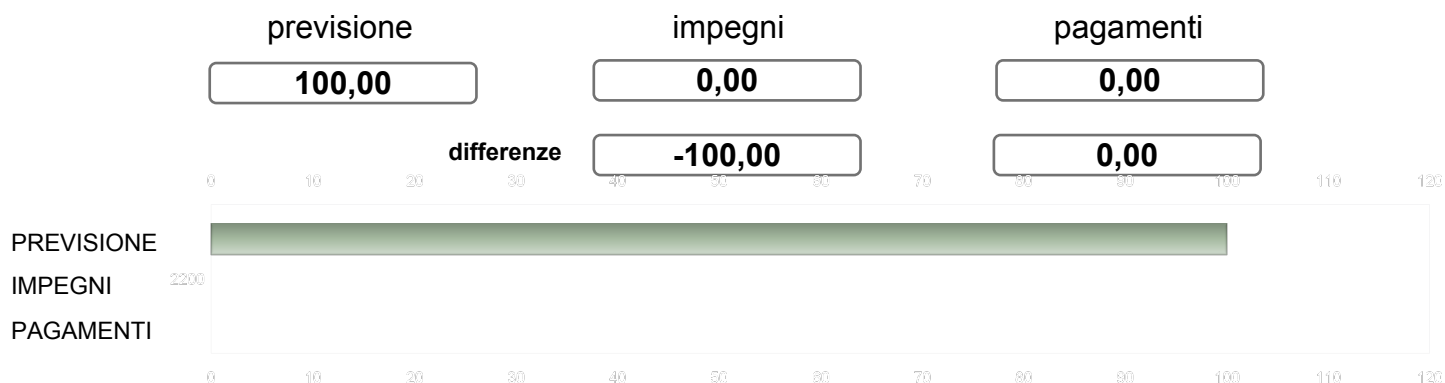 previsione impegni pagamenti
100,00 0,00 0,00
differenze -100,00 0,00
0 10 20 30 40 50 60 70 80 90 100 110 120
PREVISIONE
IMPEGNI 2200
PAGAMENTI
0 10 20 30 40 50 60 70 80 90 100 110 120